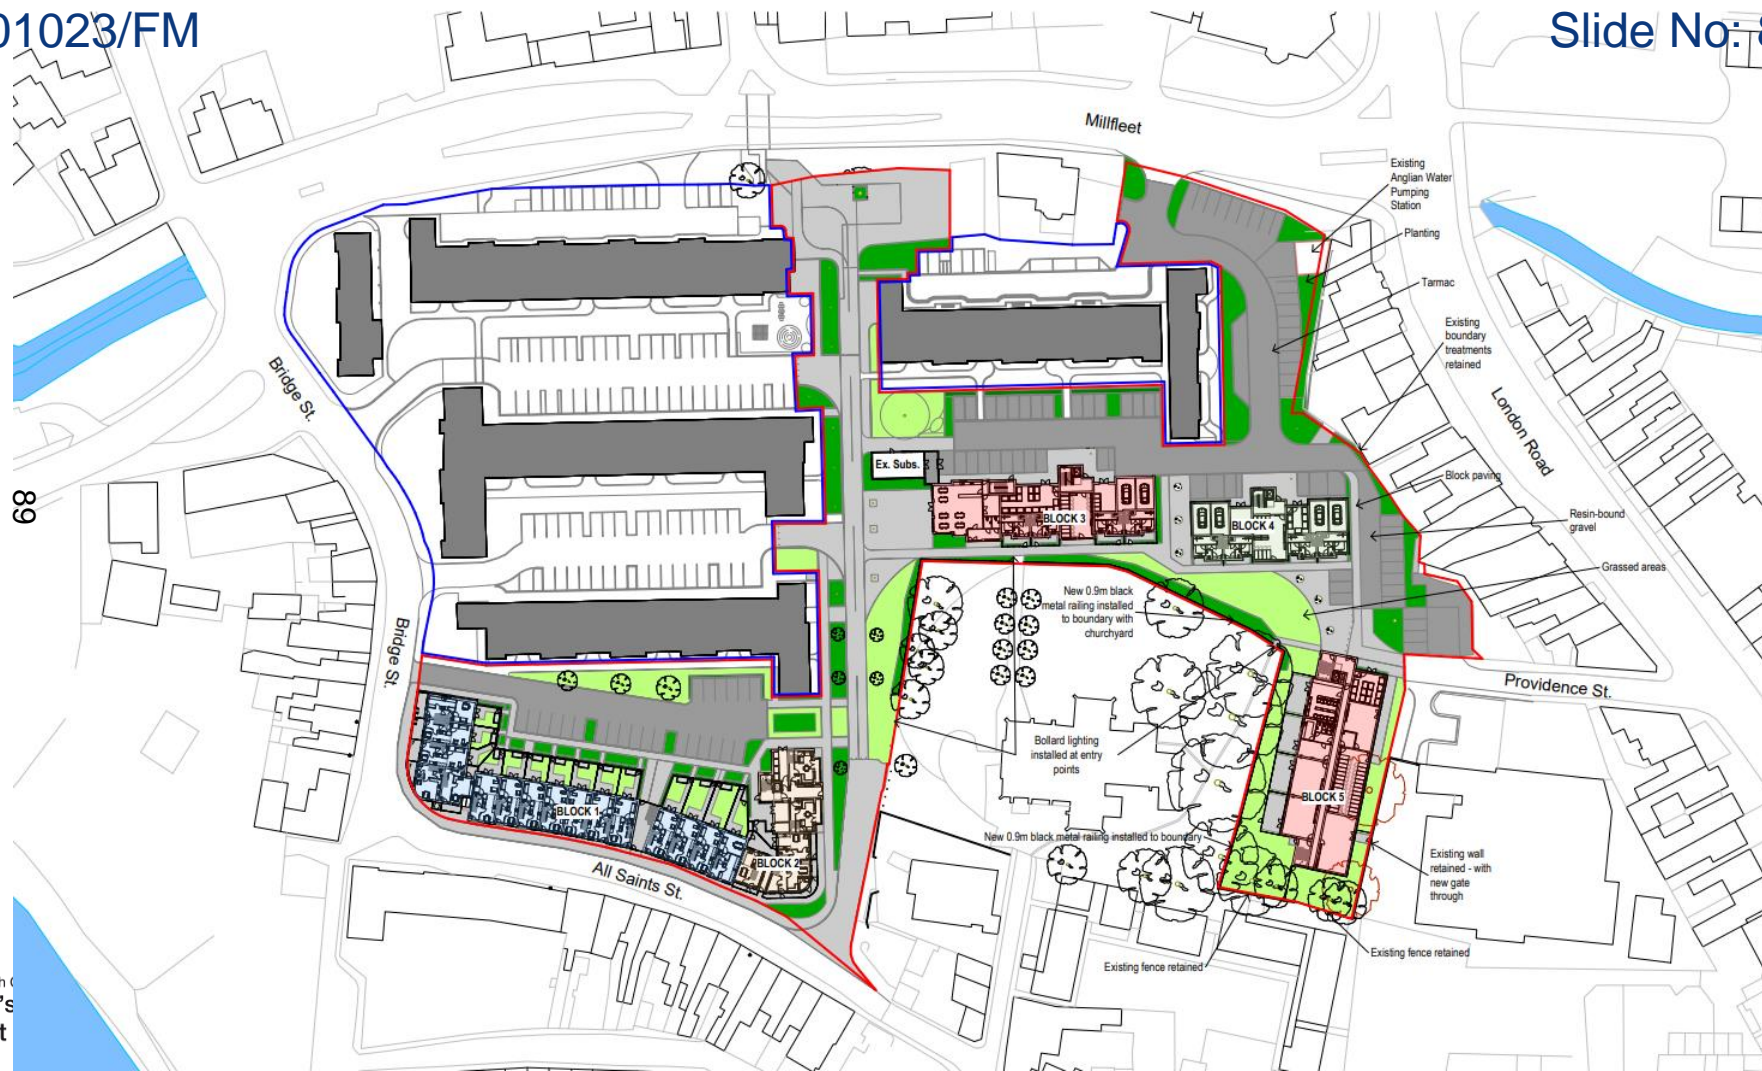 01023/FM
Slide No: 8
Millfleet
Existing
Anglian Water
Pumping
Station
Planting
Tarmac
Existing
boundary
treatments
retained
London Road
Bridge St.
Ex. Subs.
BLOCK 3
BLOCK 4
Block paving
Resin-bound
gravel
Grassed areas
89
New 0.9m black
metal railing installed
to boundary with
churchyard
Bridge St.
Providence St.
Bollard lighting
installed at entry
points
BLOCK 5
BLOCK 1
BLOCK 2
New 0.9m black metal railing installed to boundary
All Saints St.
Existing wall
retained - with
new gate
through
Existing fence retained
Existing fence retained
h
's
t